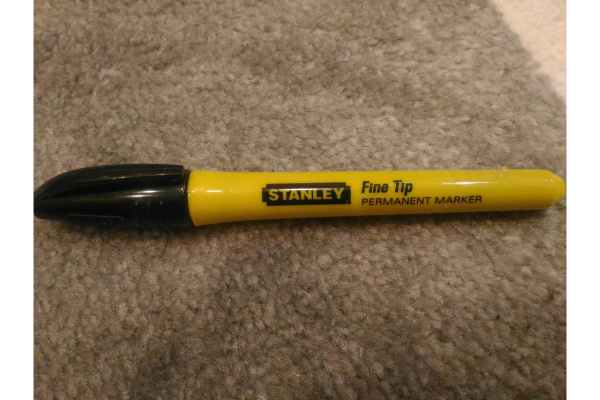 STANLEY
Fine Tip
PERMANENT MARKER